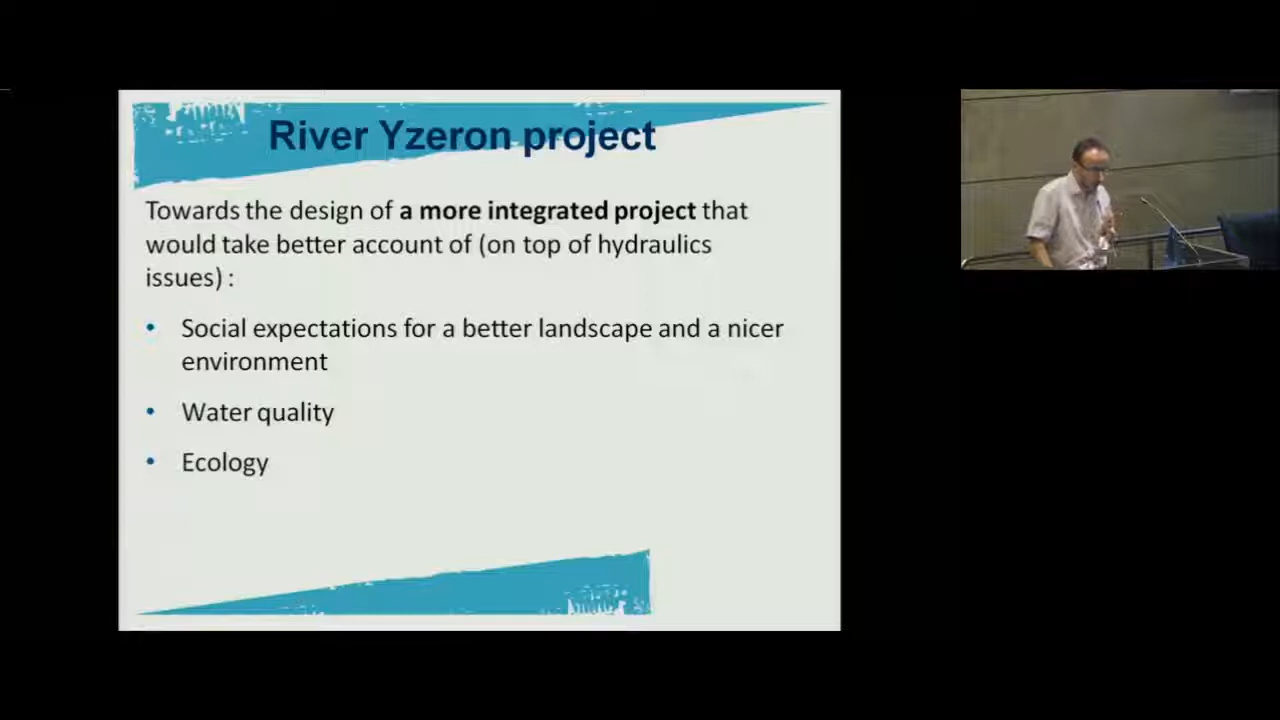 River Yzeron project
Towards the design of a more integrated project that
would take better account of (on top of hydraulics
issues) :
• Social expectations for a better landscape and a nicer
environment
• Water quality
• Ecology